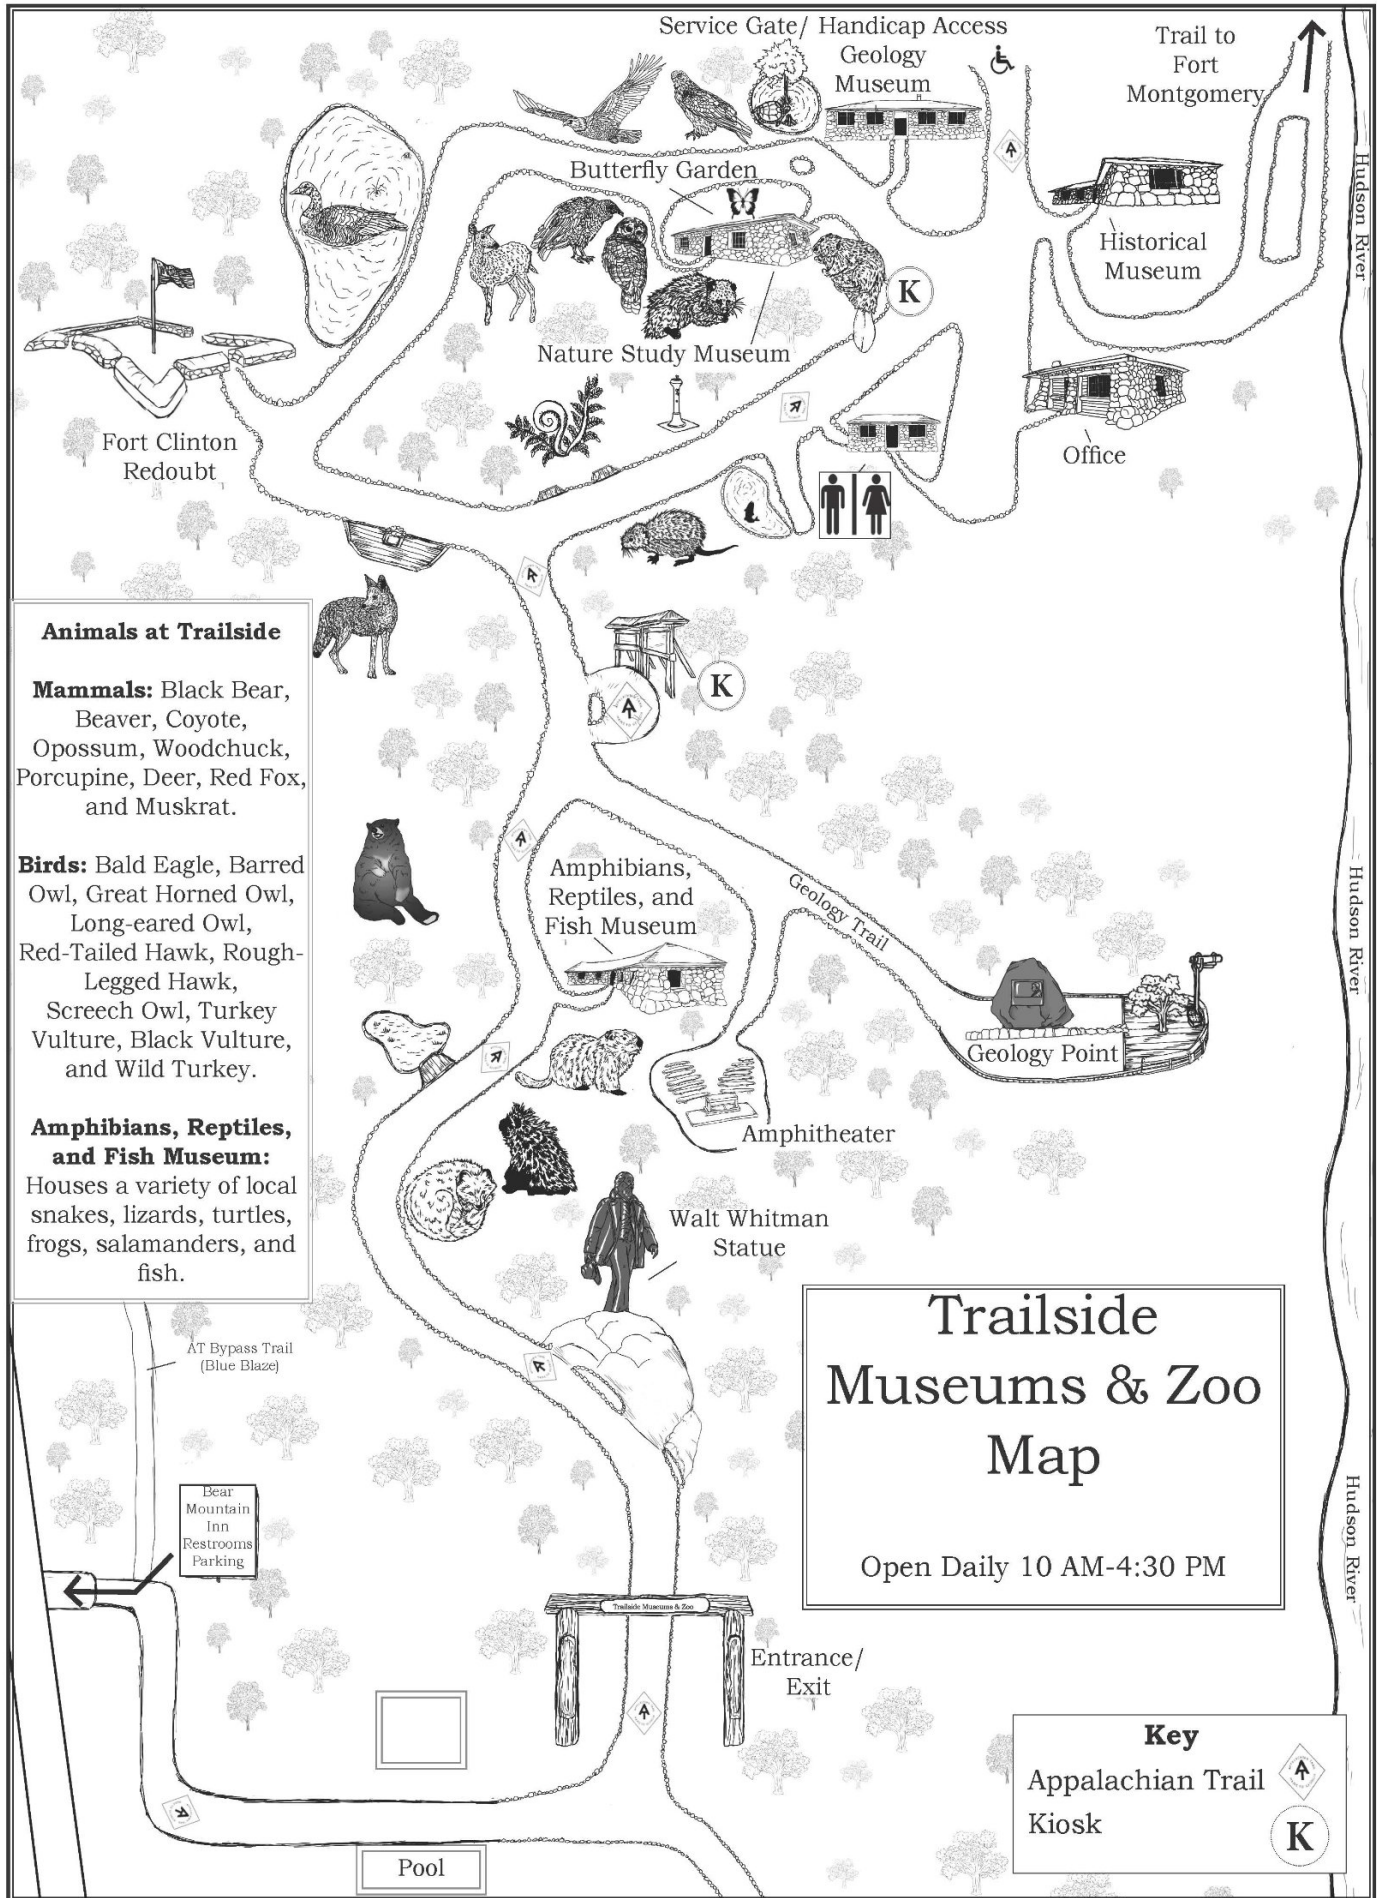 Service Gate/ Handicap Access
Geology
Museum
Trail to
Fort
Montgomery
Hudson River
Butterfly Garden
Historical
Museum
K
Nature Study Museum
Fort Clinton
Redoubt
Office
Animals at Trailside
Mammals: Black Bear,
Beaver, Coyote,
Opossum, Woodchuck,
Porcupine, Deer, Red Fox,
and Muskrat.
Birds: Bald Eagle, Barred
Owl, Great Horned Owl,
Long-eared Owl,
Red-Tailed Hawk, Rough-
Legged Hawk,
Screech Owl, Turkey
Vulture, Black Vulture,
and Wild Turkey.
Amphibians, Reptiles,
and Fish Museum:
Houses a variety of local
snakes, lizards, turtles,
frogs, salamanders, and
fish.
K
Amphibians,
Reptiles, and
Fish Museum
Geology Trail
Hudson River
Geology Point
Amphitheater
Walt Whitman
Statue
AT Bypass Trail
(Blue Blaze)
Trailside
Museums & Zoo
Map
Open Daily 10 AM-4:30 PM
Bear
Mountain
Inn
Restrooms
Parking
Hudson River
Trailside Museums & Zoo
Entrance/
Exit
Pool
Key
Appalachian Trail
Kiosk
K